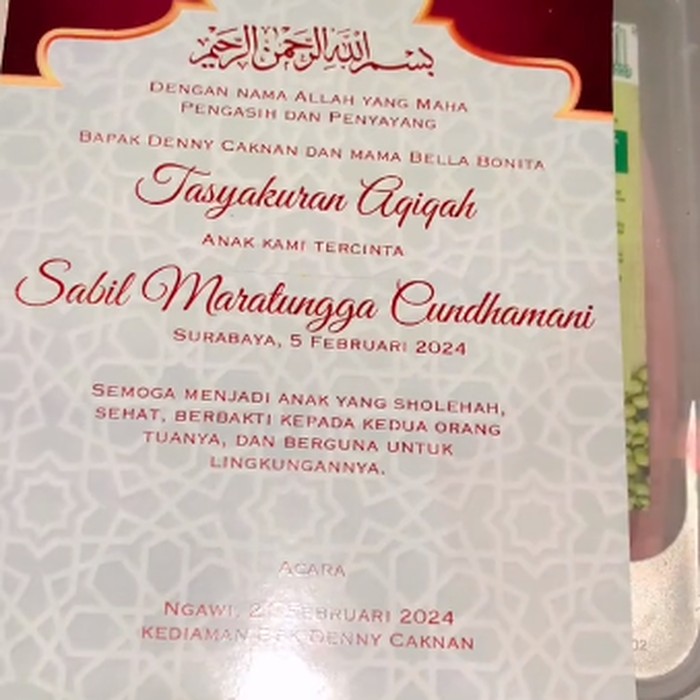 بسم الله الرحمن الرحيم
DENGAN NAMA ALLAH YANG MAHA
PENGASIH DAN PENYAYANG
BAPAK DENNY CAKNAN DAN MAMA BELLA BONITA
Tasyakuran Aqiqah
ANAK KAMI TERCINTA
Sabil Maratungga Cundhamani
SURABAYA, 5 FEBRUARI 2024
SEMOGA MENJADI ANAK YANG SHOLEHAH,
SEHAT, BERBAKTI KEPADA KEDUA ORANG
TUANYA, DAN BERGUNA UNTUK
LINGKUNGANNYA.
ACARA
NGAWI, FEBRUARI 2024
KEDIAMAN DENNY CAKNAN